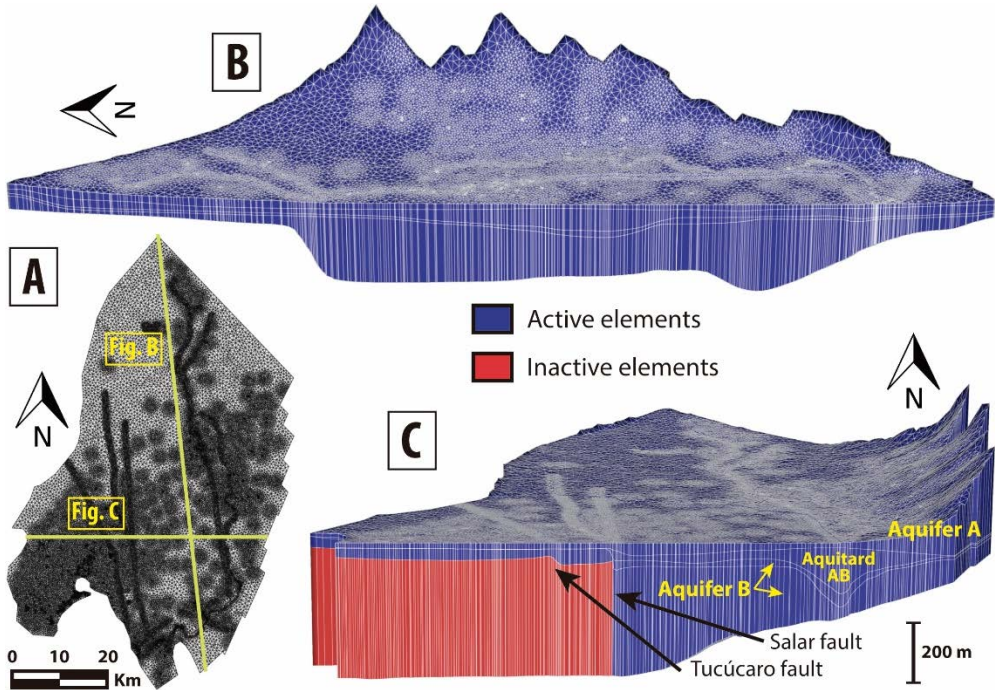 B
N
A
Fig. B
N
Fig. C
0 10 20
Km
Active elements
Inactive elements
N
C
Aquifer A
Aquitard
AB
Aquifer B
Salar fault
Tucúcaro fault
200 m